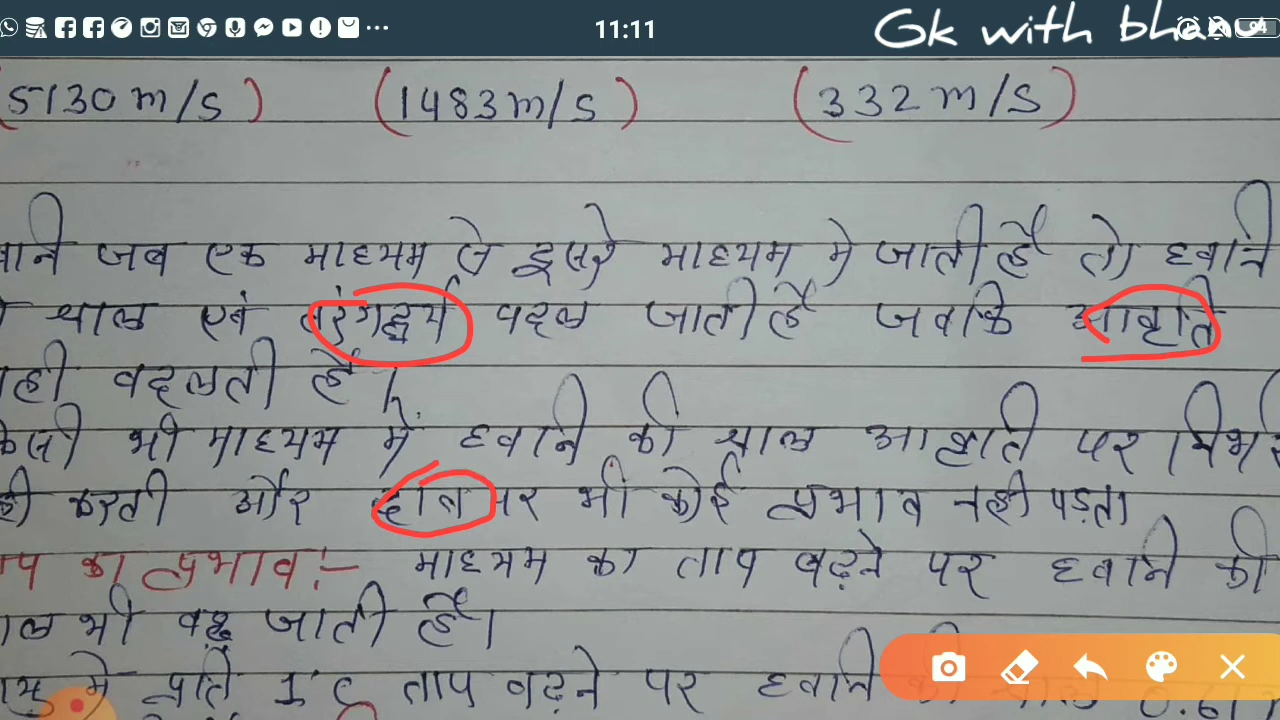 11:11
Gk with bhanu
(5130 m/s) (1483 m/s) (332 m/s)
जब एक माध्यम से दूसरे माध्यम मे जाती है तो ध्वनि
चाल एवं तरंगदैर्ध्य बदल जाती है जबकि आवृति
नही बदलती है।
किसी भी माध्यम में ध्वनि की चाल आवृति पर निर्भर
करती और दाब पर भी कोई प्रभाव नही पड़ता
का प्रभाव:- माध्यम का ताप बढ़ने पर ध्वनि की
भी बढ़ जाती है।
मे प्रति 1°C ताप बढ़ने पर ध्वनि